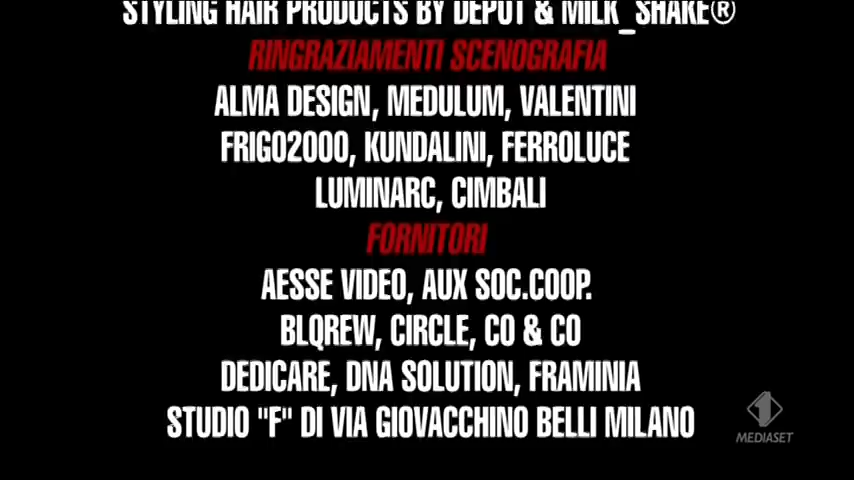 STYLING HAIR PRODUCTS BY DEPOT & MILK_SHAKE®
RINGRAZIAMENTI SCENOGRAFIA
ALMA DESIGN, MEDULUM, VALENTINI
FRIGO2000, KUNDALINI, FERROLUCE
LUMINARC, CIMBALI
FORNITORI
AESSE VIDEO, AUX SOC.COOP.
BLQREW, CIRCLE, CO & CO
DEDICARE, DNA SOLUTION, FRAMINIA
STUDIO "F" DI VIA GIOVACCHINO BELLI MILANO
1
MEDIASET